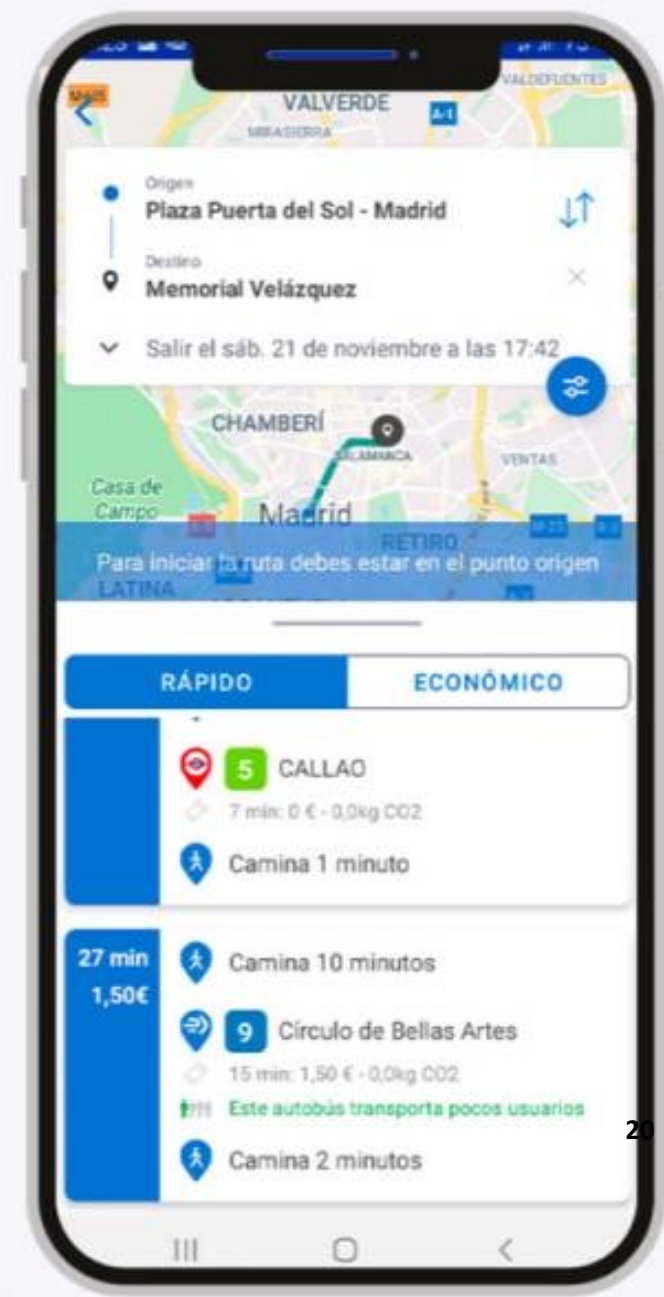 VALDEFUENTES
VALVERDE
A-1
MIRASIERRA
Origen
Plaza Puerta del Sol - Madrid
Destino
Memorial Velázquez
Salir el sáb. 21 de noviembre a las 17:42
CHAMBERÍ
SALAMANCA
VENTAS
Casa de
Campo
Madrid
RETIRO
Para iniciar la ruta debes estar en el punto origen
LATINA
RÁPIDO
ECONÓMICO
5 CALLAO
7 min: 0 € - 0,0kg CO2
Camina 1 minuto
27 min
1,50€
Camina 10 minutos
9 Círculo de Bellas Artes
15 min: 1,50 € - 0,0kg CO2
Este autobús transporta pocos usuarios
20
Camina 2 minutos